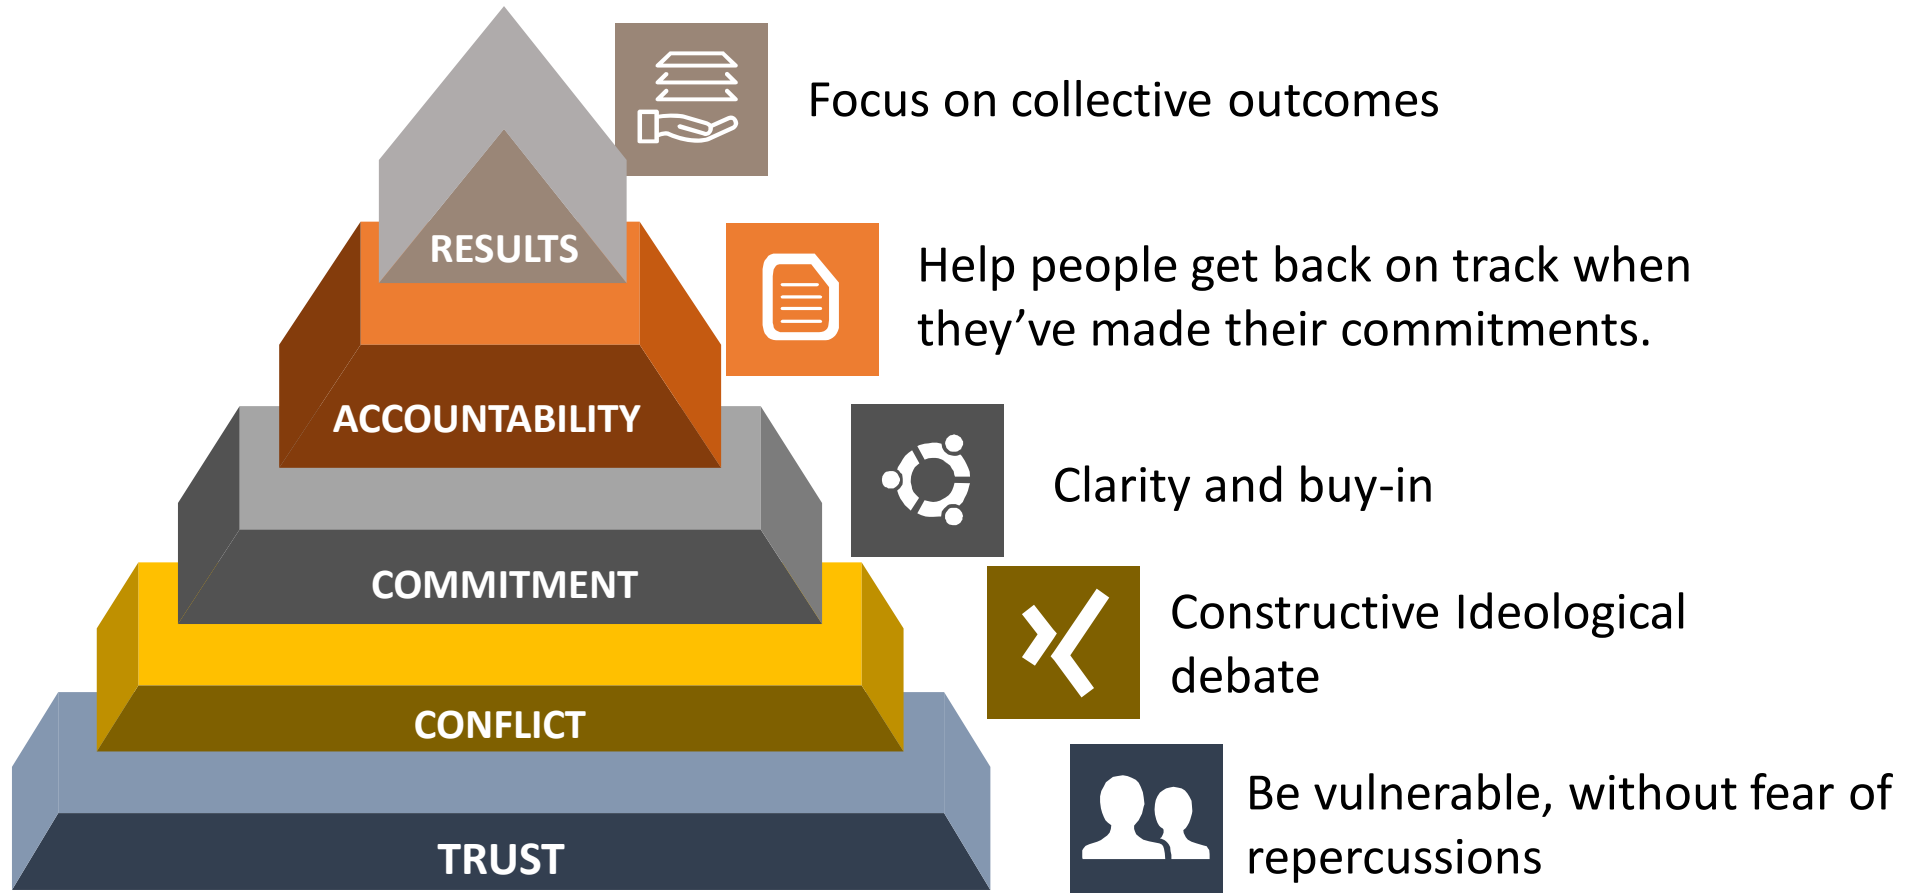 Focus on collective outcomes
RESULTS
Help people get back on track when
they’ve made their commitments.
ACCOUNTABILITY
Clarity and buy-in
COMMITMENT
Constructive Ideological
debate
CONFLICT
Be vulnerable, without fear of
repercussions
TRUST